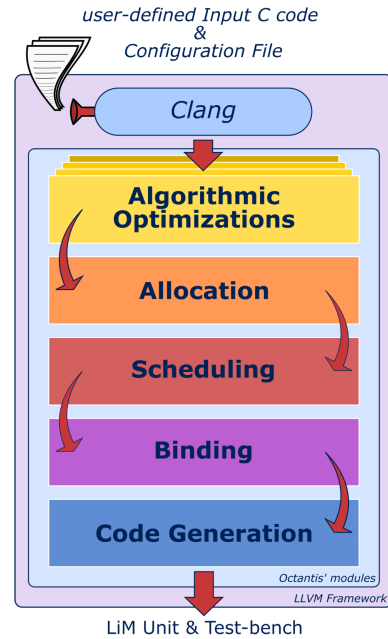 user-defined Input C code
&
Configuration File
Clang
Algorithmic
Optimizations
Allocation
Scheduling
Binding
Code Generation
Octantis' modules
LLVM Framework
LiM Unit & Test-bench